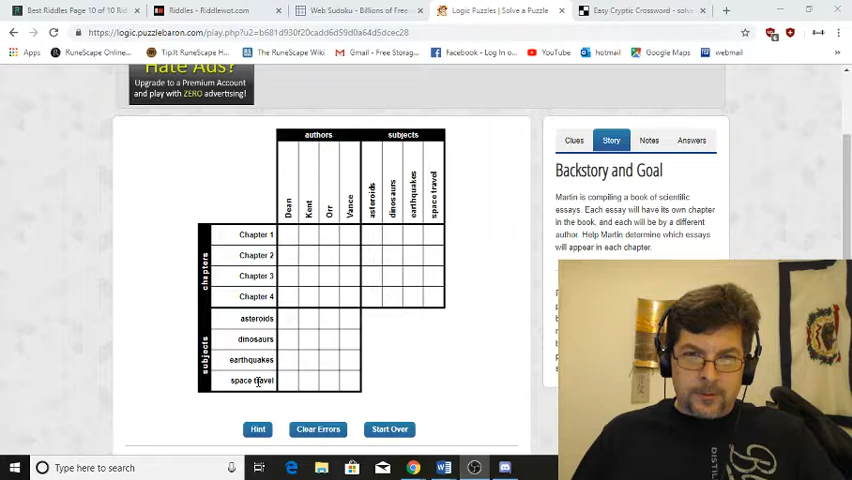 Best Riddles Page 10 of 10 Rid
Riddles - Riddlewot.com
Web Sudoku - Billions of Free
Logic Puzzles | Solve a Puzzle
Easy Cryptic Crossword - solve
https://logic.puzzlebaron.com/play.php?u2=b681d930f20cadd6d59d0a64d5dcec28
Apps
RuneScape Online
Tip.It RuneScape H
The RuneScape Wiki
Gmail - Free Storag
Facebook - Log In o
YouTube
hotmail
Google Maps
webmail
Hate Ads?
Upgrade to a Premium Account
and play with ZERO advertising!
authors
subjects
Dean
Kent
Orr
Vance
asteroids
dinosaurs
earthquakes
space travel
chapters
Chapter 1
Chapter 2
Chapter 3
Chapter 4
subjects
asteroids
dinosaurs
earthquakes
space travel
Hint
Clear Errors
Start Over
Clues
Story
Notes
Answers
Backstory and Goal
Martin is compiling a book of scientific
essays. Each essay will have its own chapter
in the book, and each will be by a different
author. Help Martin determine which essays
will appear in each chapter.
Type here to search